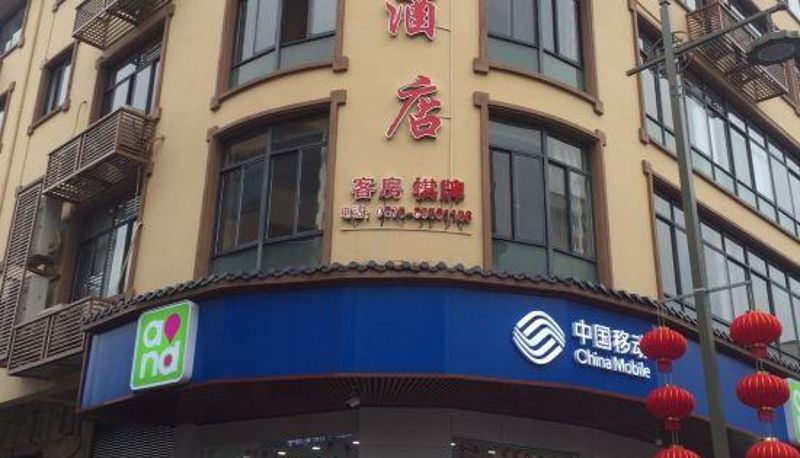 酒
店
客房 棋牌
and
中国移动
China Mobile